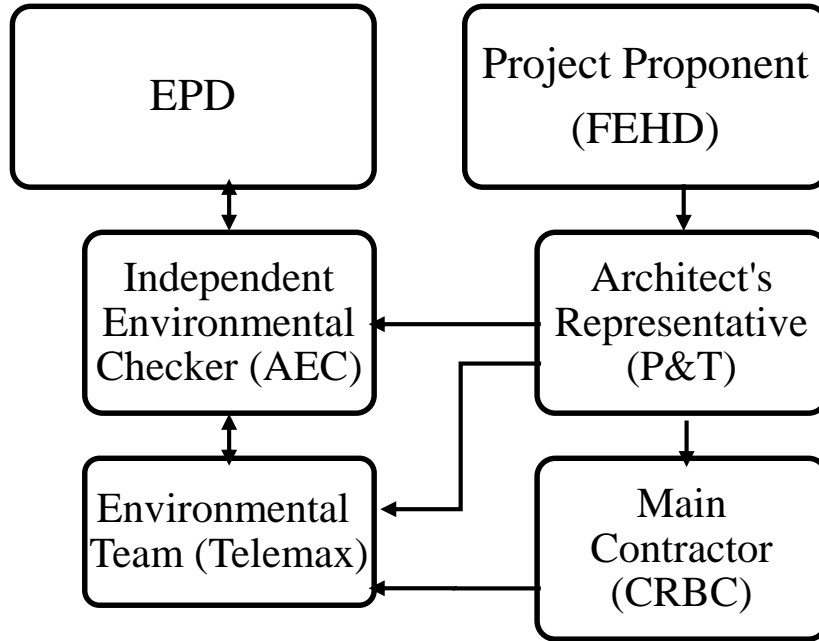 EPD
Project Proponent
(FEHD)
Independent
Environmental
Checker (AEC)
Architect's
Representative
(P&T)
Environmental
Team (Telemax)
Main
Contractor
(CRBC)